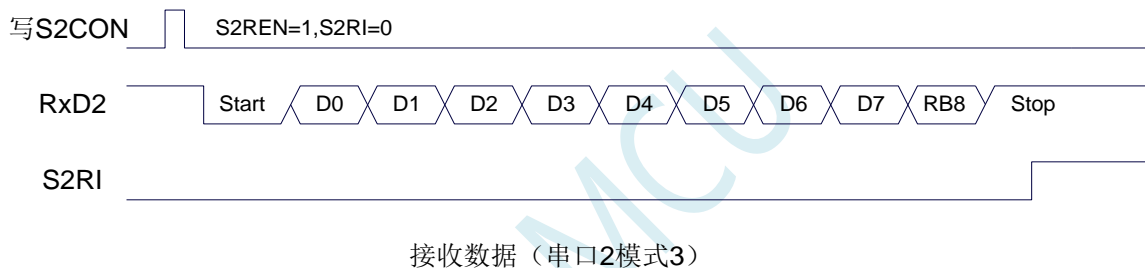 写S2CON S2REN=1,S2RI=0
RxD2 Start D0 D1 D2 D3 D4 D5 D6 D7 RB8 Stop
S2RI
接收数据（串口2模式3）
MCU